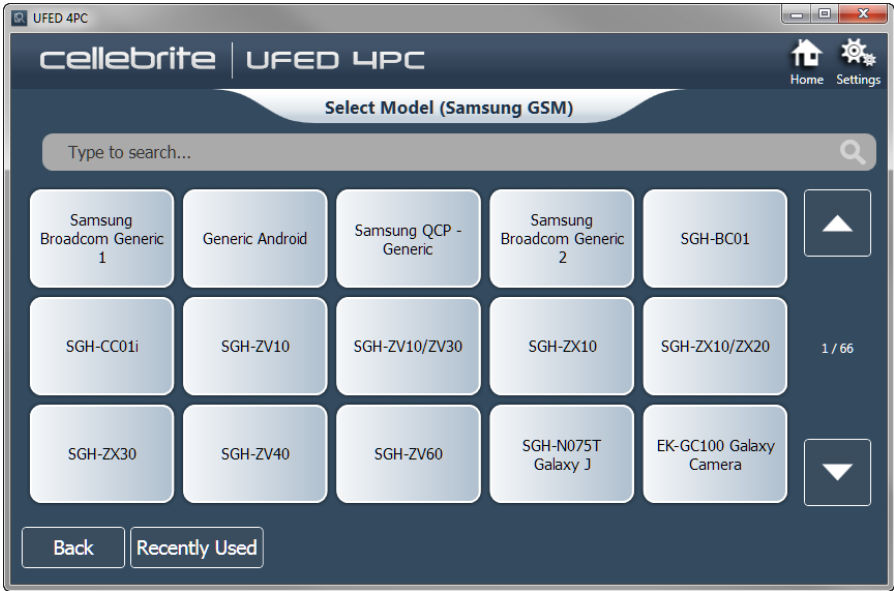 UFED 4PC
cellebrite UFED 4PC
Home Settings
Select Model (Samsung GSM)
Type to search...
Samsung
Broadcom Generic
1
Generic Android
Samsung QCP -
Generic
Samsung
Broadcom Generic
2
SGH-BC01
SGH-CC01i
SGH-ZV10
SGH-ZV10/ZV30
SGH-ZX10
SGH-ZX10/ZX20
1 / 66
SGH-ZX30
SGH-ZV40
SGH-ZV60
SGH-N075T
Galaxy J
EK-GC100 Galaxy
Camera
Back
Recently Used